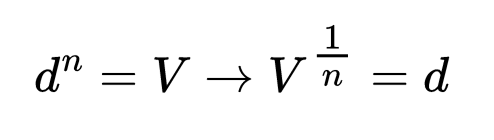 dⁿ = V → V^(1/n) = d